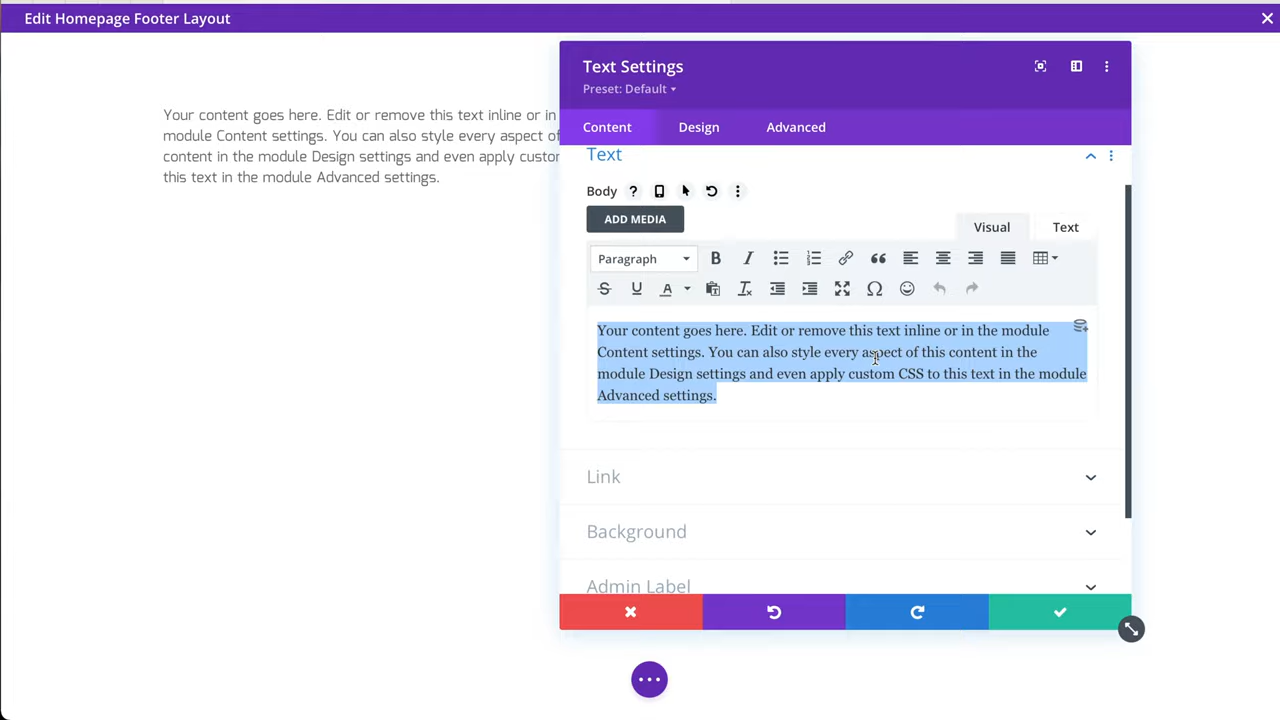 Edit Homepage Footer Layout
Your content goes here. Edit or remove this text inline or in
module Content settings. You can also style every aspect of
content in the module Design settings and even apply custom
this text in the module Advanced settings.
Text Settings
Preset: Default
Content
Design
Advanced
Text
Body
ADD MEDIA
Visual
Text
Paragraph
Your content goes here. Edit or remove this text inline or in the module
Content settings. You can also style every aspect of this content in the
module Design settings and even apply custom CSS to this text in the module
Advanced settings.
Link
Background
Admin Label